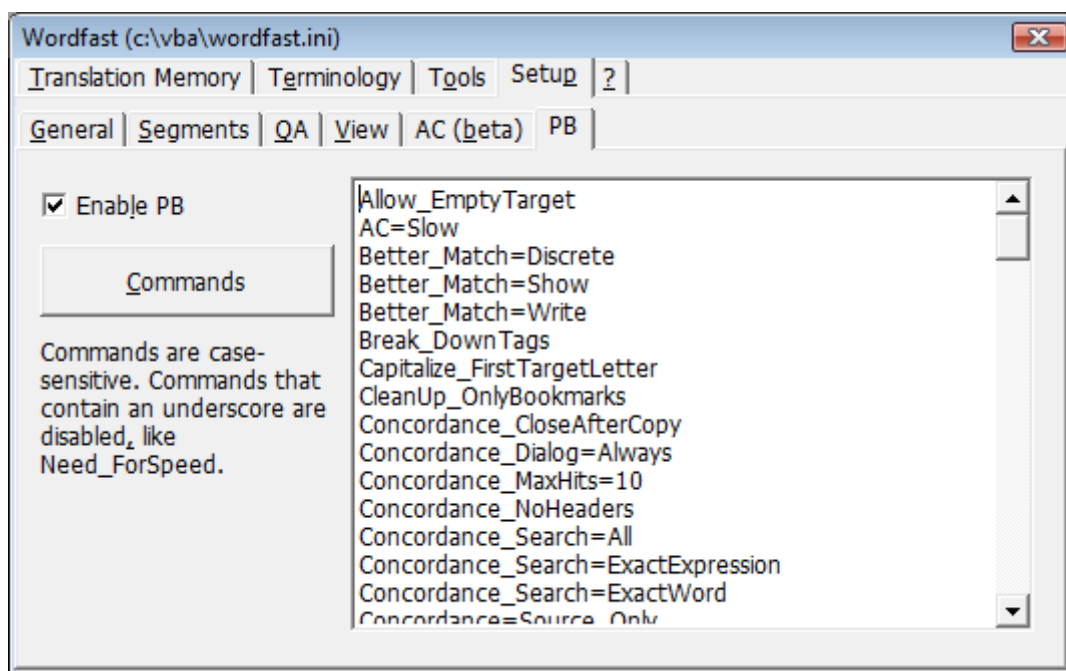 Wordfast (c:\vba\wordfast.ini)
Translation Memory Terminology Tools Setup ?
General Segments QA View AC (beta) PB
Enable PB
Commands
Commands are case-
sensitive. Commands that
contain an underscore are
disabled, like
Need_ForSpeed.
Allow_EmptyTarget
AC=Slow
Better_Match=Discrete
Better_Match=Show
Better_Match=Write
Break_DownTags
Capitalize_FirstTargetLetter
CleanUp_OnlyBookmarks
Concordance_CloseAfterCopy
Concordance_Dialog=Always
Concordance_MaxHits=10
Concordance_NoHeaders
Concordance_Search=All
Concordance_Search=ExactExpression
Concordance_Search=ExactWord
Concordance=Source_Only